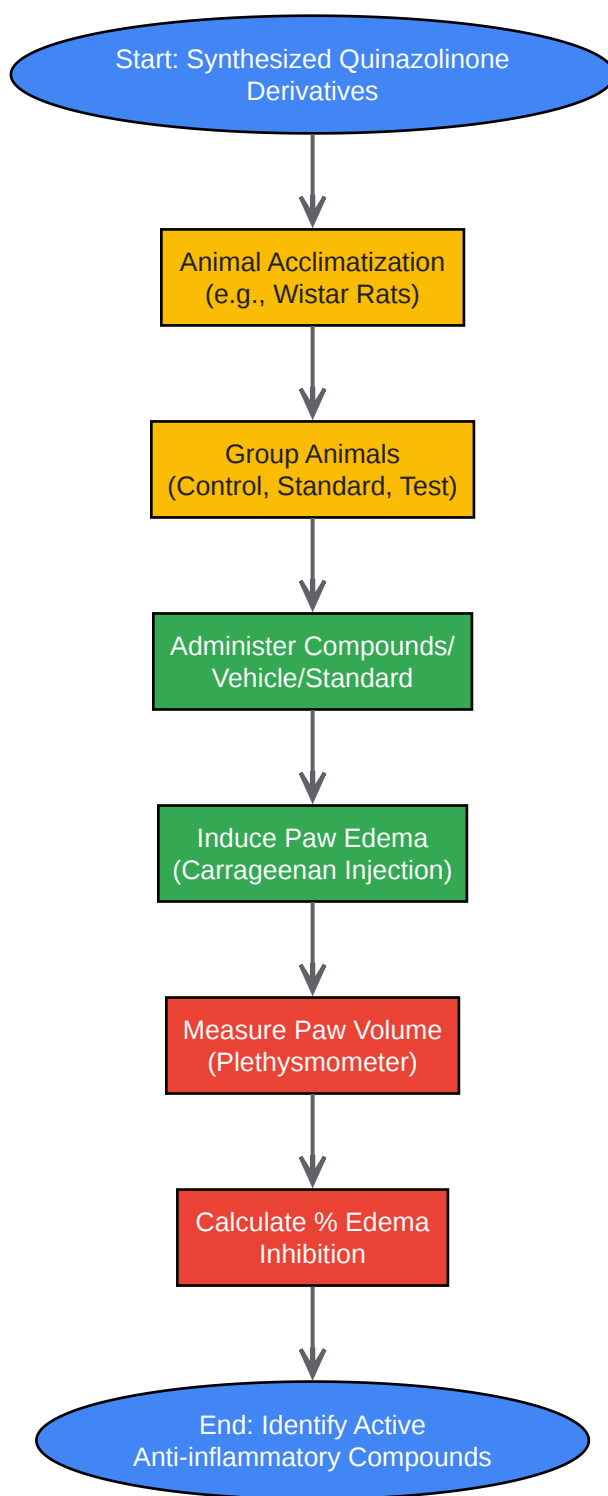 Start: Synthesized Quinazolinone
Derivatives
Animal Acclimatization
(e.g., Wistar Rats)
Group Animals
(Control, Standard, Test)
Administer Compounds/
Vehicle/Standard
Induce Paw Edema
(Carrageenan Injection)
Measure Paw Volume
(Plethysmometer)
Calculate % Edema
Inhibition
End: Identify Active
Anti-inflammatory Compounds